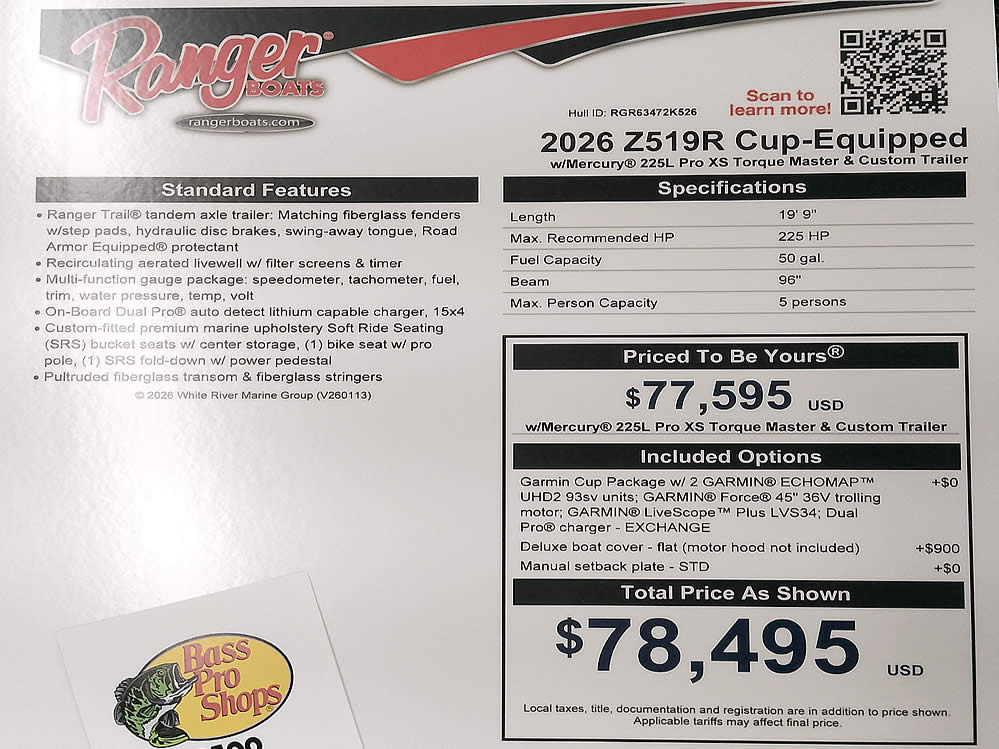 Ranger
BOATS
rangerboats.com
Scan to
learn more!
Hull ID: RGR63472K526
2026 Z519R Cup-Equipped
w/Mercury® 225L Pro XS Torque Master & Custom Trailer
Standard Features
• Ranger Trail® tandem axle trailer: Matching fiberglass fenders
w/step pads, hydraulic disc brakes, swing-away tongue, Road
Armor Equipped® protectant
• Recirculating aerated livewell w/ filter screens & timer
• Multi-function gauge package: speedometer, tachometer, fuel,
trim, water pressure, temp, volt
• On-Board Dual Pro® auto detect lithium capable charger, 15x4
• Custom-fitted premium marine upholstery Soft Ride Seating
(SRS) bucket seats w/ center storage, (1) bike seat w/ pro
pole, (1) SRS fold-down w/ power pedestal
• Pultruded fiberglass transom & fiberglass stringers
© 2026 White River Marine Group (V260113)
Specifications
Length 19' 9"
Max. Recommended HP 225 HP
Fuel Capacity 50 gal.
Beam 96"
Max. Person Capacity 5 persons
Priced To Be Yours®
$77,595 USD
w/Mercury® 225L Pro XS Torque Master & Custom Trailer
Included Options
Garmin Cup Package w/ 2 GARMIN® ECHOMAP™ +$0
UHD2 93sv units; GARMIN® Force® 45" 36V trolling
motor; GARMIN® LiveScope™ Plus LVS34; Dual
Pro® charger - EXCHANGE
Deluxe boat cover - flat (motor hood not included) +$900
Manual setback plate - STD +$0
Total Price As Shown
$78,495 USD
Local taxes, title, documentation and registration are in addition to price shown.
Applicable tariffs may affect final price.
Bass
Pro
Shops®